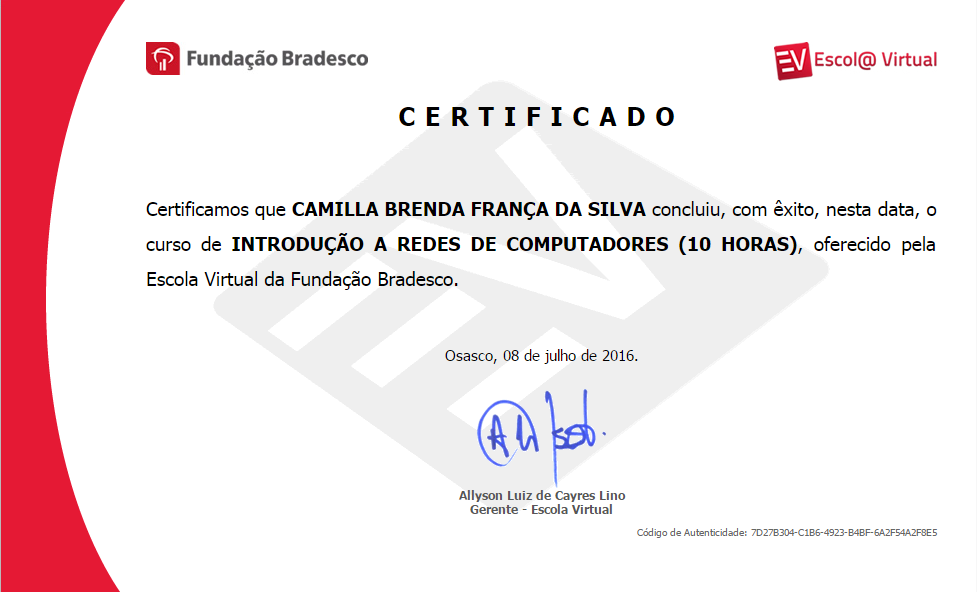 Fundação Bradesco
EV Escol@ Virtual
CERTIFICADO
Certificamos que CAMILLA BRENDA FRANÇA DA SILVA concluiu, com êxito, nesta data, o
curso de INTRODUÇÃO A REDES DE COMPUTADORES (10 HORAS), oferecido pela
Escola Virtual da Fundação Bradesco.
Osasco, 08 de julho de 2016.
Allyson Luiz de Cayres Lino
Gerente - Escola Virtual
Código de Autenticidade: 7D27B304-C1B6-4923-B4BF-6A2F54A2F8E5